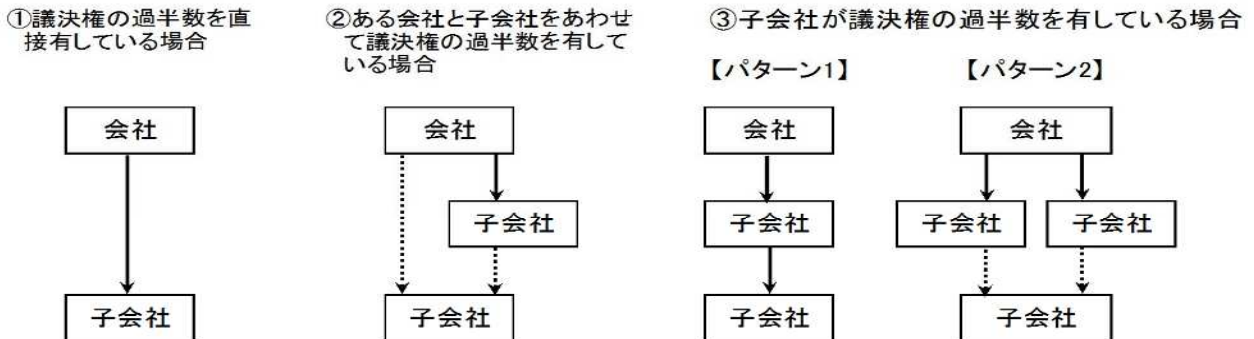 ①議決権の過半数を直
接有している場合
②ある会社と子会社をあわせ
て議決権の過半数を有して
いる場合
③子会社が議決権の過半数を有している場合
【パターン1】
【パターン2】
会社
子会社
会社
子会社
子会社
会社
子会社
子会社
会社
子会社
子会社
子会社